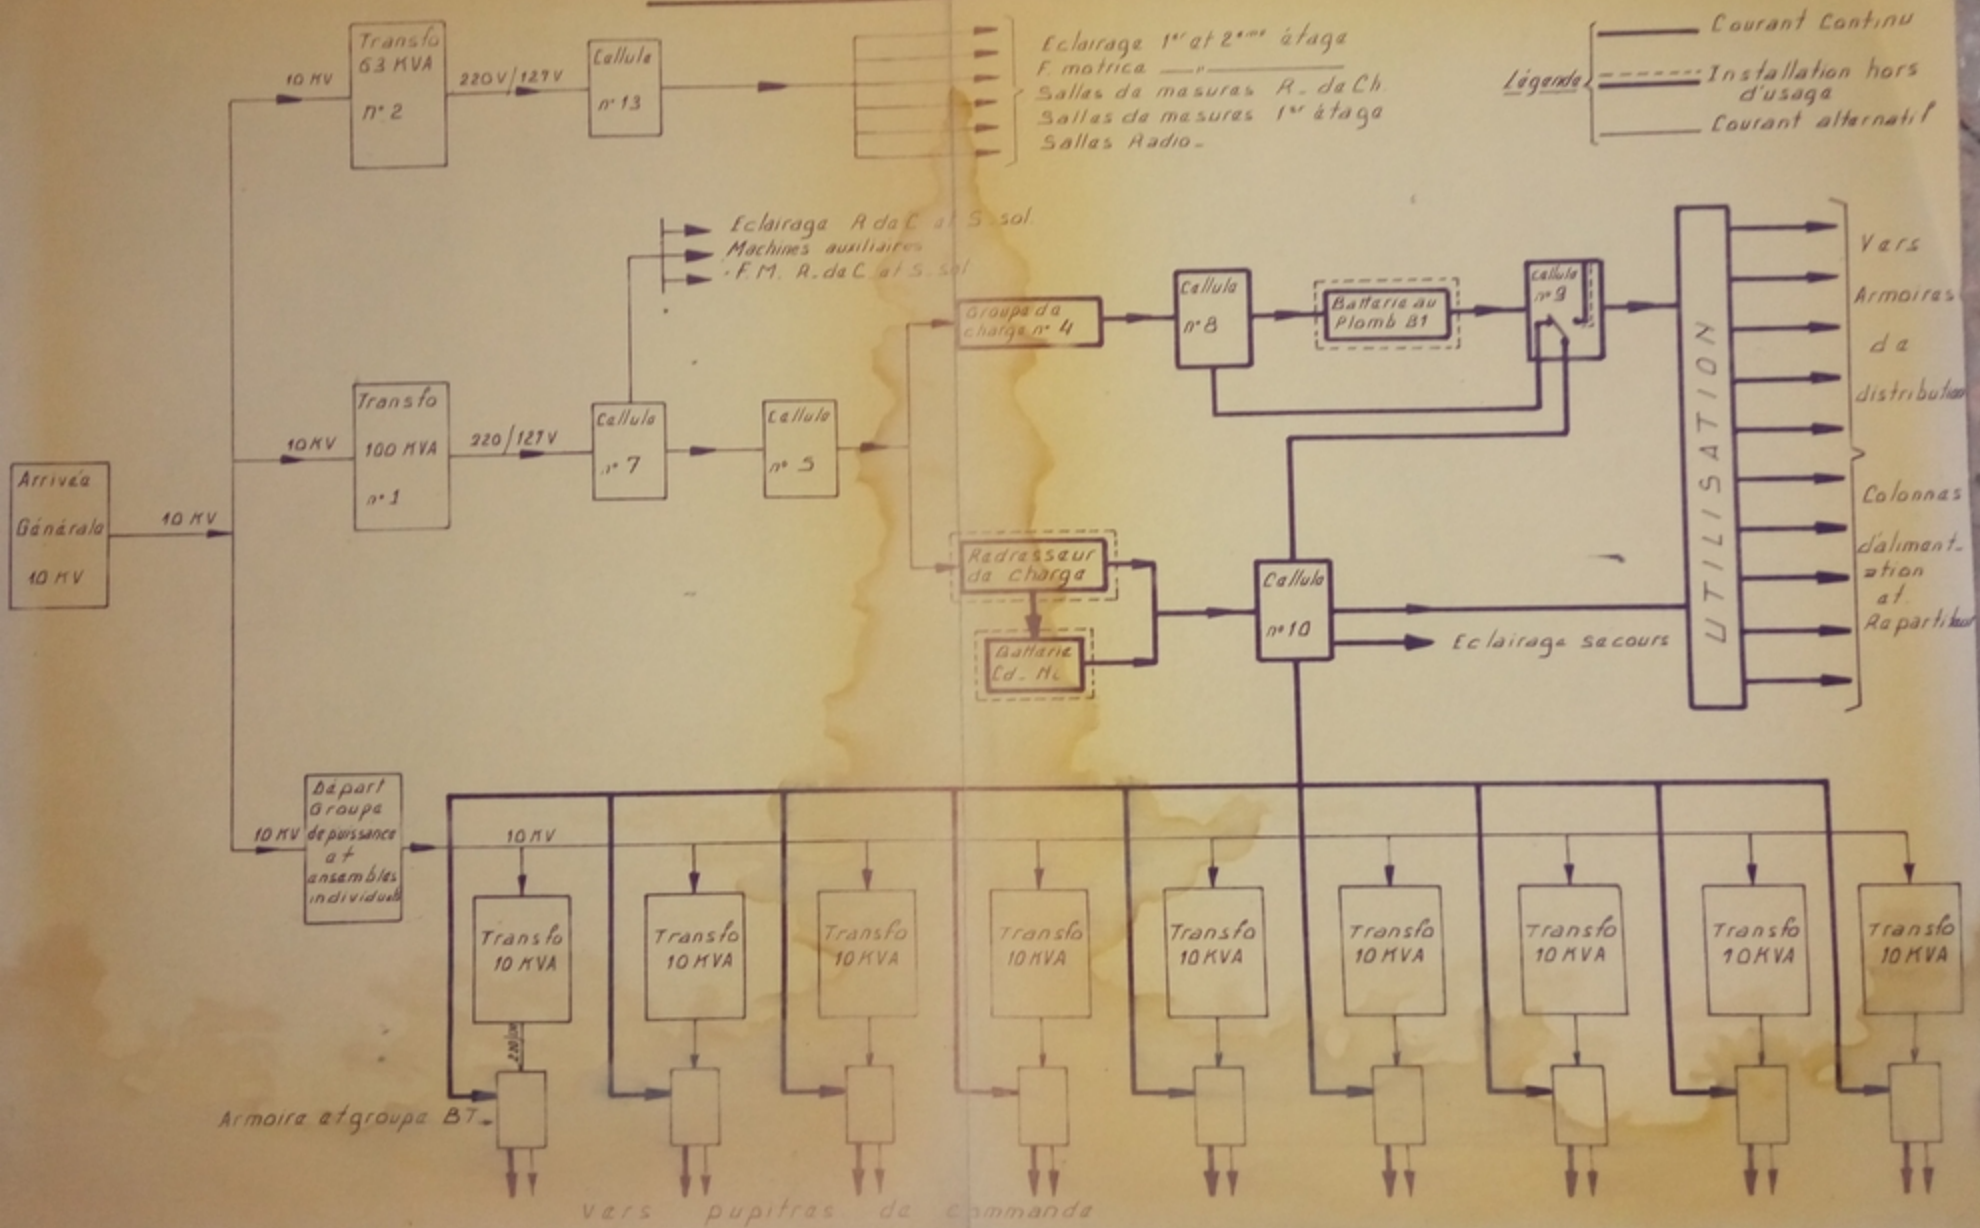 Transfo
63 KVA
n° 2
10 KV
220V/127V
Cellule
n° 13
Eclairage 1er et 2ème étage
F. motrice — " —
Salles de mesures R. de Ch.
Salles de mesures 1er étage
Salles Radio -
Légende
Courant Continu
Installation hors
d'usage
Courant alternatif
Eclairage R de C et S. sol.
Machines auxiliaires
F.M. R. de C. et S. sol
Arrivée
Générale
10 KV
10 KV
10 KV
Transfo
100 KVA
n° 1
220/127V
Cellule
n° 7
Cellule
n° 5
Groupe de
charge n° 4
Cellule
n° 8
Batterie au
Plomb B1
Cellule
n° 9
UTILISATION
Vers
Armoires
de
distribution
Colonnes
d'aliment-
ation
et
Repartiteur
Redresseur
de charge
Batterie
Cd - Ni
Cellule
n° 10
Eclairage secours
10 KV
Départ
Groupe
de puissance
et
ensembles
individuels
10 KV
Transfo
10 KVA
Transfo
10 KVA
Transfo
10 KVA
Transfo
10 KVA
Transfo
10 KVA
Transfo
10 KVA
Transfo
10 KVA
Transfo
10 KVA
Transfo
10 KVA
Armoire et groupe BT -
Vers pupitres de commande